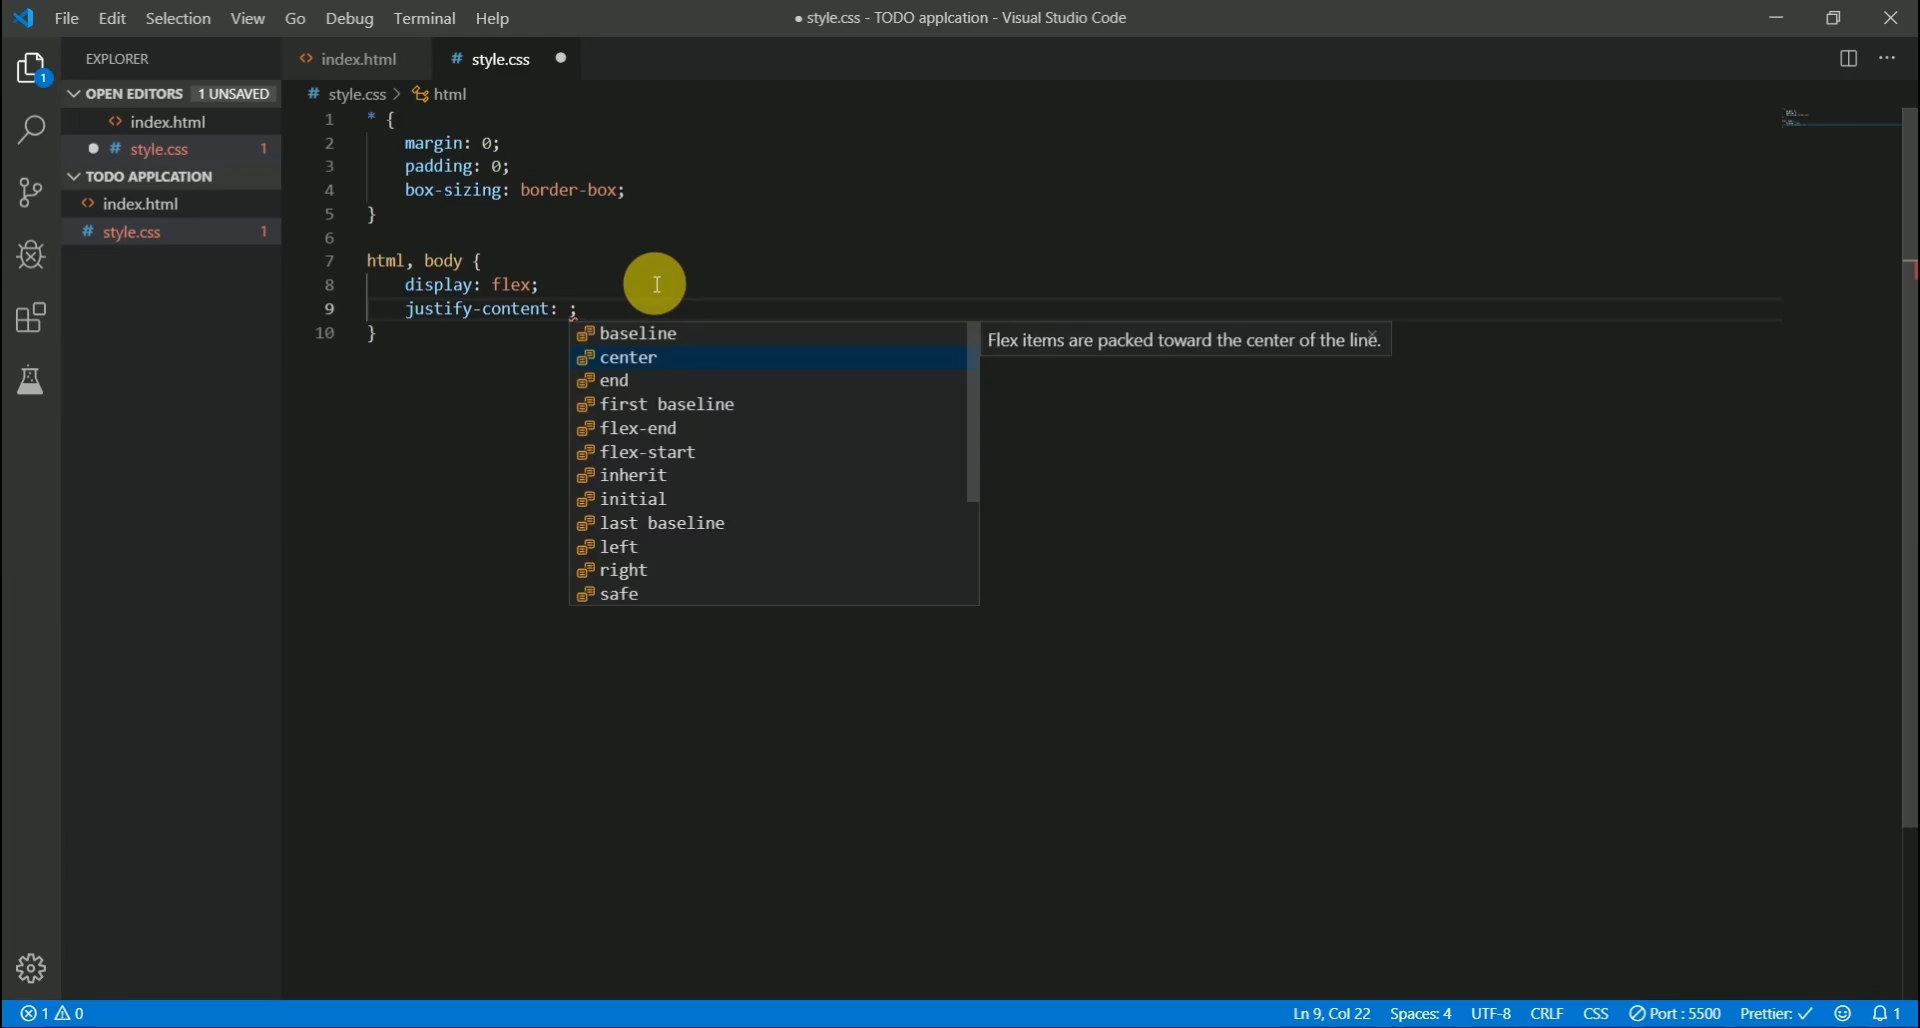 File Edit Selection View Go Debug Terminal Help
● style.css - TODO applcation - Visual Studio Code
EXPLORER
<> index.html
# style.css ●
1
OPEN EDITORS 1 UNSAVED
# style.css > html
<> index.html
● # style.css 1
TODO APPLCATION
<> index.html
# style.css 1
1 * {
2 margin: 0;
3 padding: 0;
4 box-sizing: border-box;
5 }
6
7 html, body {
8 display: flex;
9 justify-content: ;
10 }
baseline
center
end
first baseline
flex-end
flex-start
inherit
initial
last baseline
left
right
safe
Flex items are packed toward the center of the line.
1 0
Ln 9, Col 22 Spaces: 4 UTF-8 CRLF CSS Port : 5500 Prettier: ✓ 1